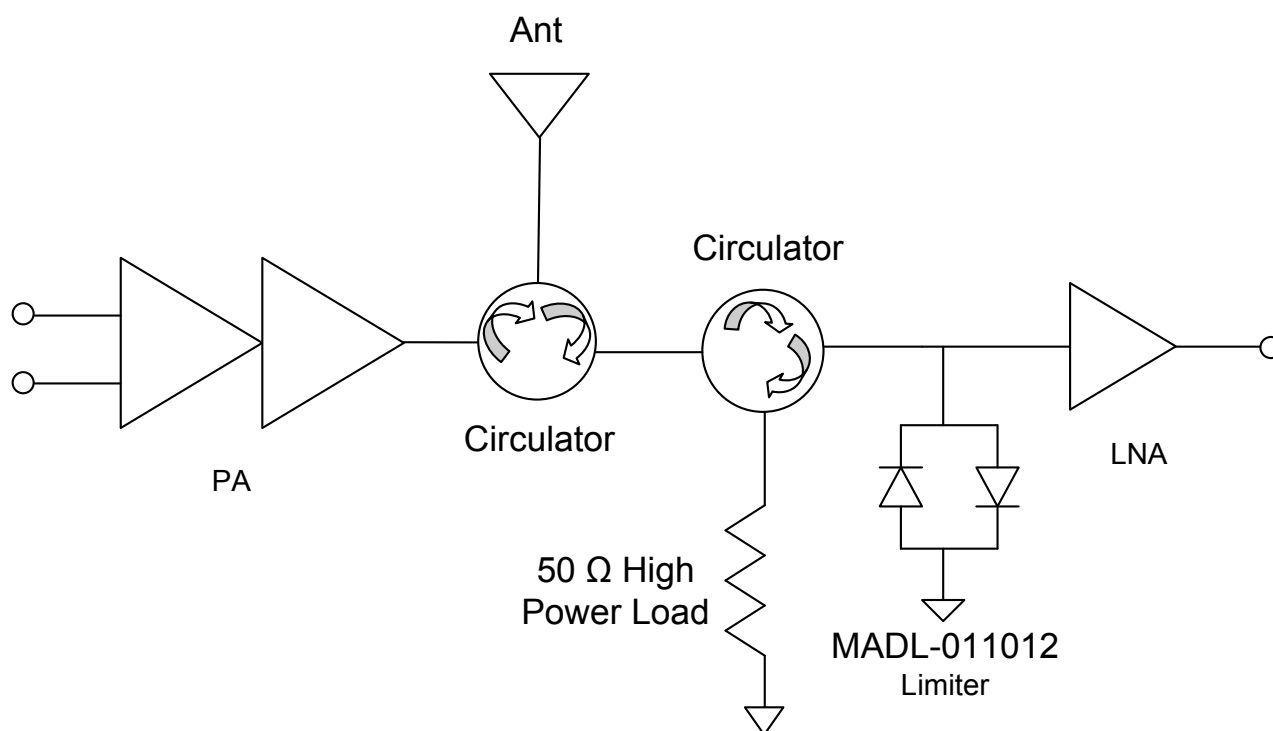 Ant
Circulator
Circulator
PA
LNA
50 Ω High
Power Load
MADL-011012
Limiter